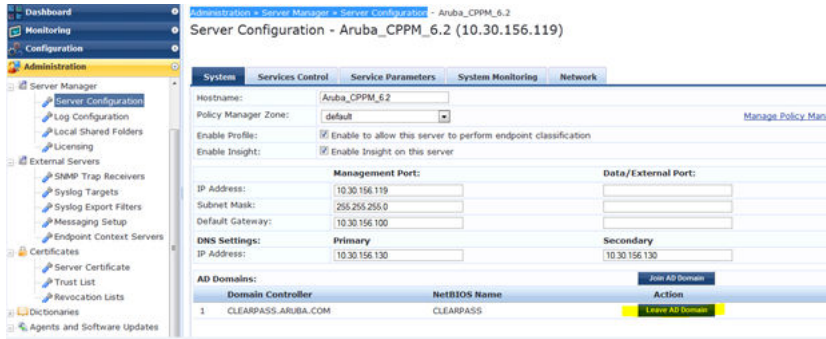 Dashboard
Monitoring
Configuration
Administration
Server Manager
Server Configuration
Log Configuration
Local Shared Folders
Licensing
External Servers
SNMP Trap Receivers
Syslog Targets
Syslog Export Filters
Messaging Setup
Endpoint Context Servers
Certificates
Server Certificate
Trust List
Revocation Lists
Dictionaries
Agents and Software Updates
Administration » Server Manager » Server Configuration - Aruba_CPPM_6.2
Server Configuration - Aruba_CPPM_6.2 (10.30.156.119)
System Services Control Service Parameters System Monitoring Network
Hostname: Aruba_CPPM_6.2
Policy Manager Zone: default Manage Policy Man
Enable Profile: Enable to allow this server to perform endpoint classification
Enable Insight: Enable Insight on this server
Management Port: Data/External Port:
IP Address: 10.30.156.119
Subnet Mask: 255.255.255.0
Default Gateway: 10.30.156.100
DNS Settings: Primary Secondary
IP Address: 10.30.156.130 10.30.156.130
AD Domains: Join AD Domain
Domain Controller NetBIOS Name Action
1 CLEARPASS.ARUBA.COM CLEARPASS Leave AD Domain